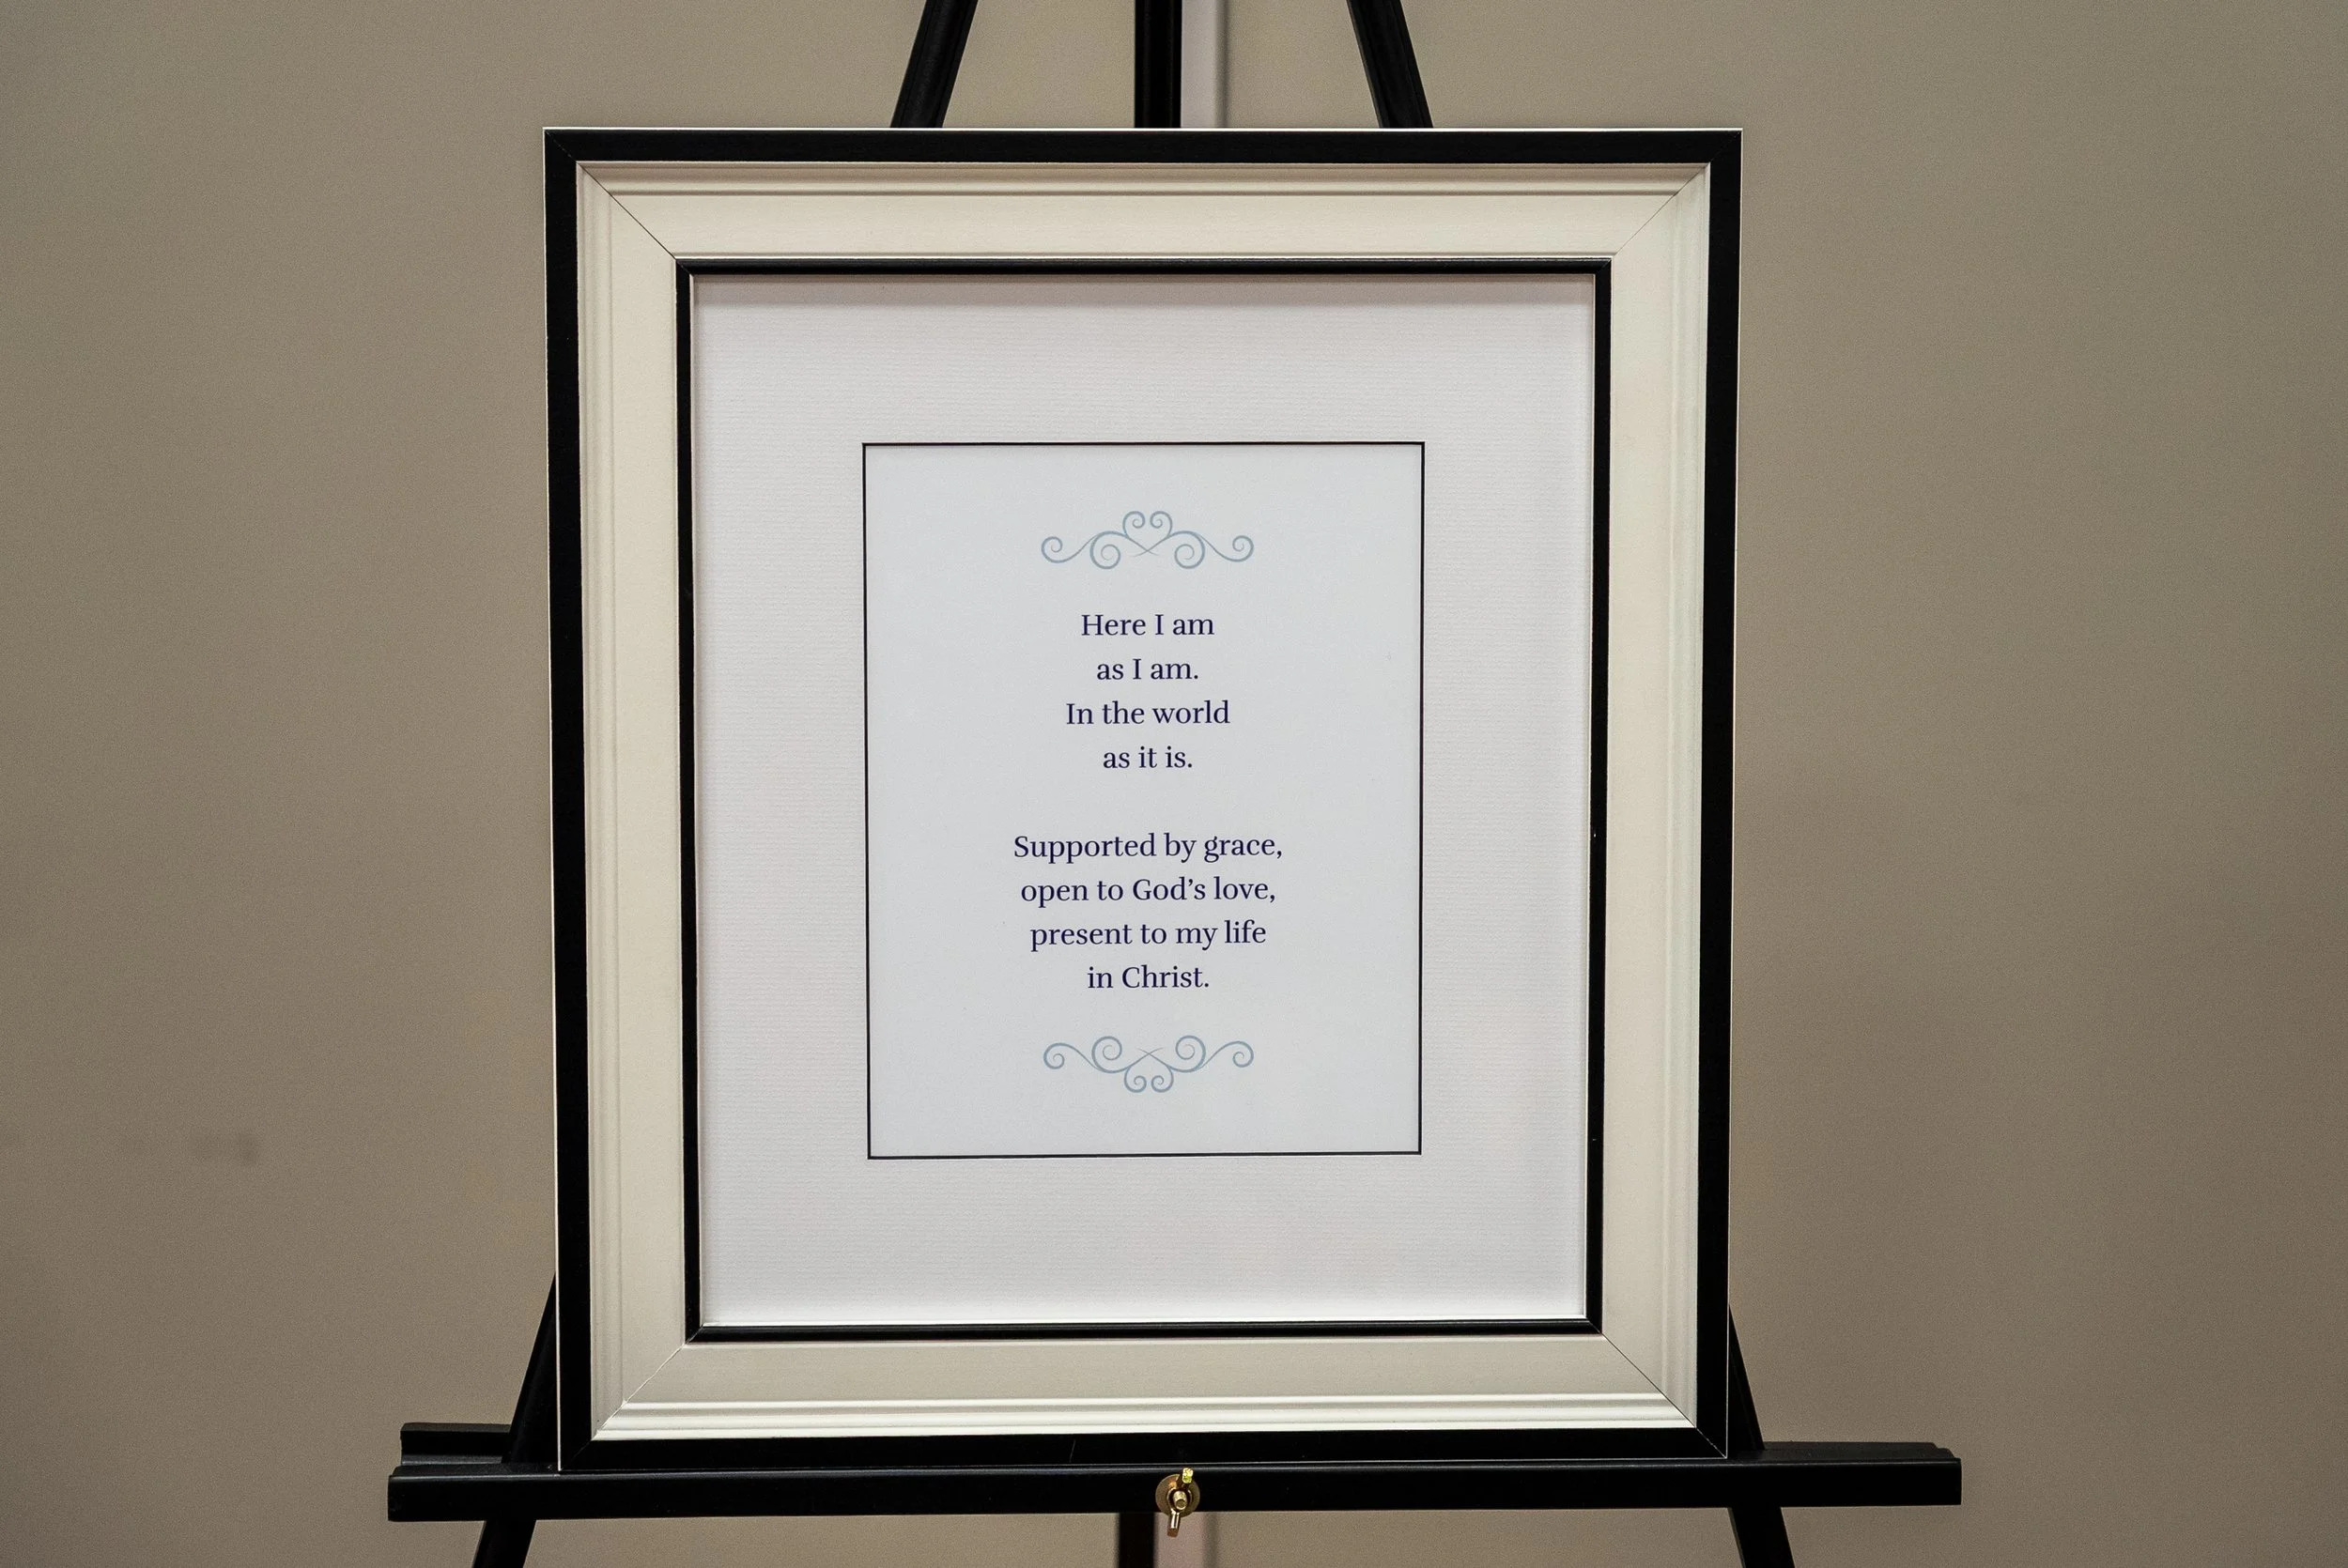 Here I am
as I am.
In the world
as it is.
Supported by grace,
open to God’s love,
present to my life
in Christ.